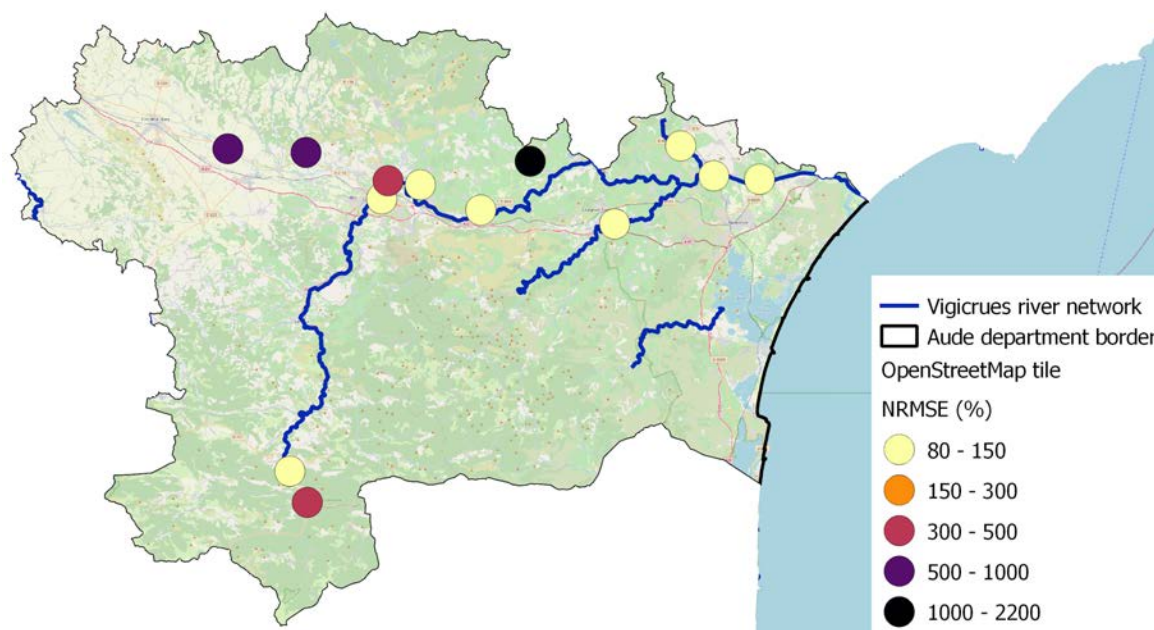 Vigicrues river network
Aude department border
OpenStreetMap tile
NRMSE (%)
80 - 150
150 - 300
300 - 500
500 - 1000
1000 - 2200